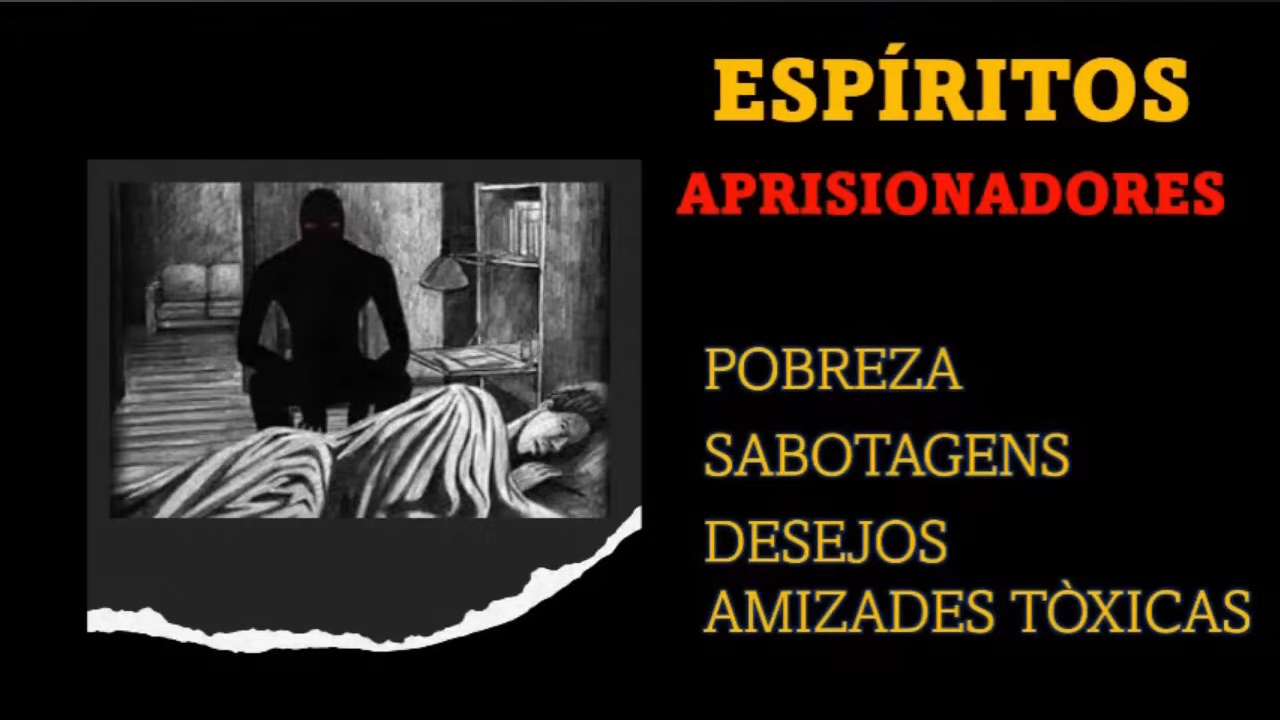 ESPÍRITOS
APRISIONADORES
POBREZA
SABOTAGENS
DESEJOS
AMIZADES TÒXICAS